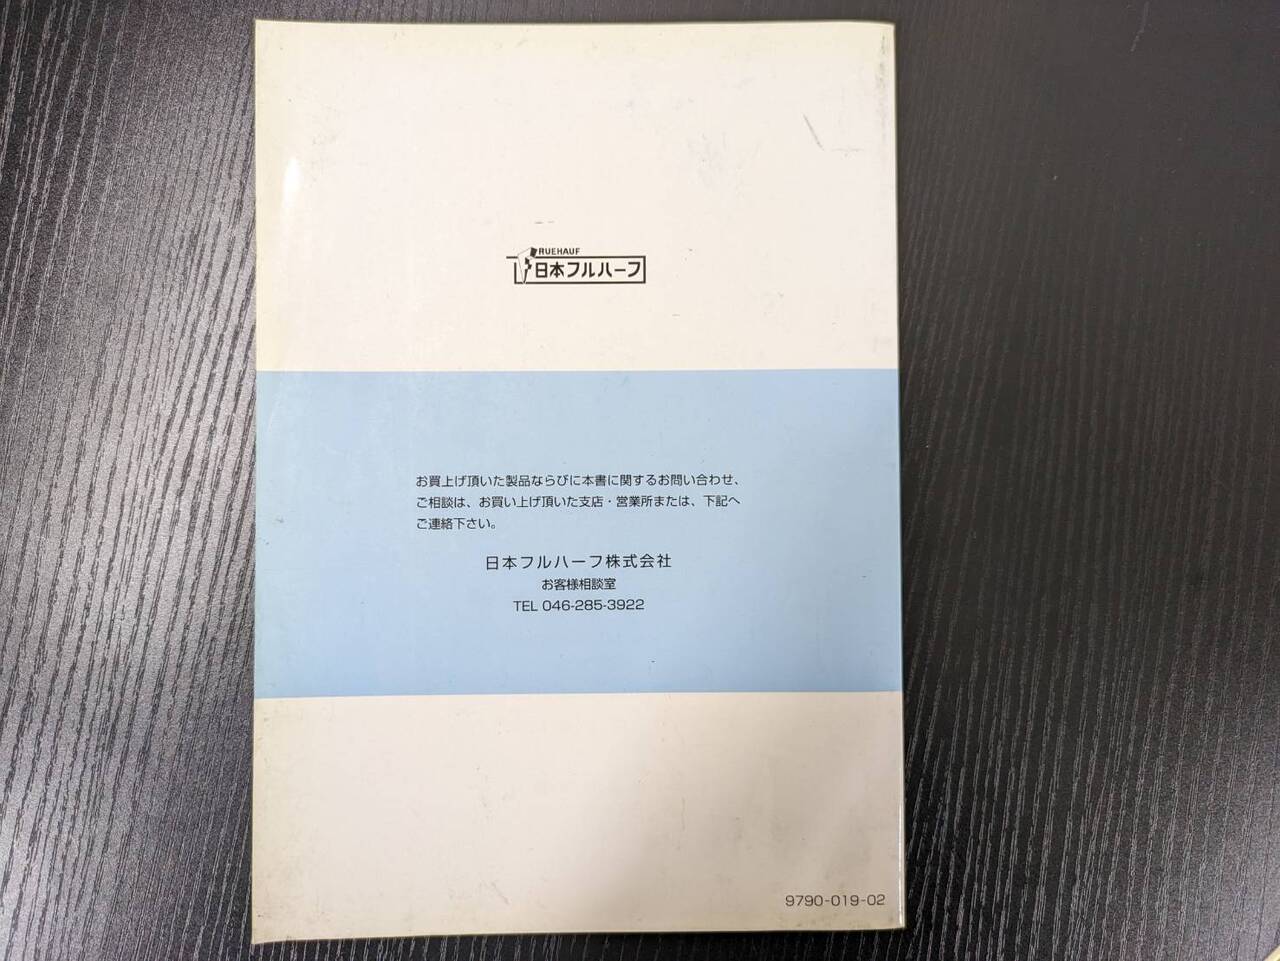 RUEHAUF
日本フルハーフ
お買上げ頂いた製品ならびに本書に関するお問い合わせ、
ご相談は、お買い上げ頂いた支店・営業所または、下記へ
ご連絡下さい。
日本フルハーフ株式会社
お客様相談室
TEL 046-285-3922
9790-019-02